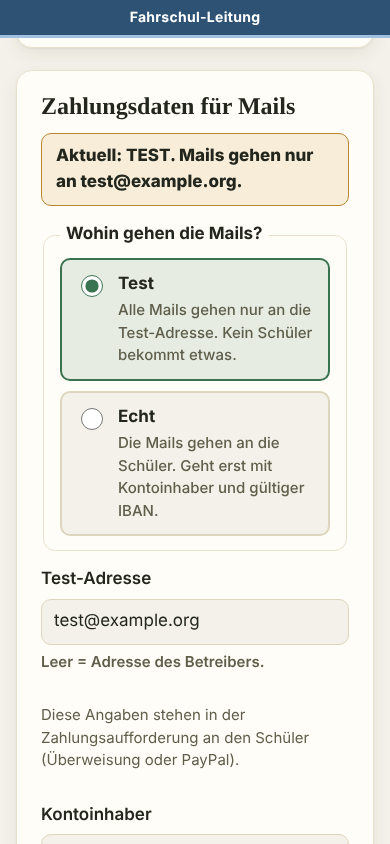 Fahrschul-Leitung
Zahlungsdaten für Mails
Aktuell: TEST. Mails gehen nur
an test@example.org.
Wohin gehen die Mails?
Test
Alle Mails gehen nur an die
Test-Adresse. Kein Schüler
bekommt etwas.
Echt
Die Mails gehen an die
Schüler. Geht erst mit
Kontoinhaber und gültiger
IBAN.
Test-Adresse
test@example.org
Leer = Adresse des Betreibers.
Diese Angaben stehen in der
Zahlungsaufforderung an den Schüler
(Überweisung oder PayPal).
Kontoinhaber